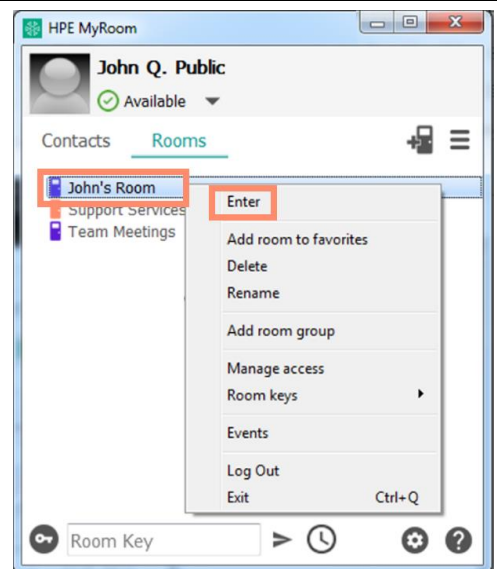 HPE MyRoom
John Q. Public
Available
Contacts Rooms
John's Room
Support Services
Team Meetings
Enter
Add room to favorites
Delete
Rename
Add room group
Manage access
Room keys
Events
Log Out
Exit Ctrl+Q
Room Key